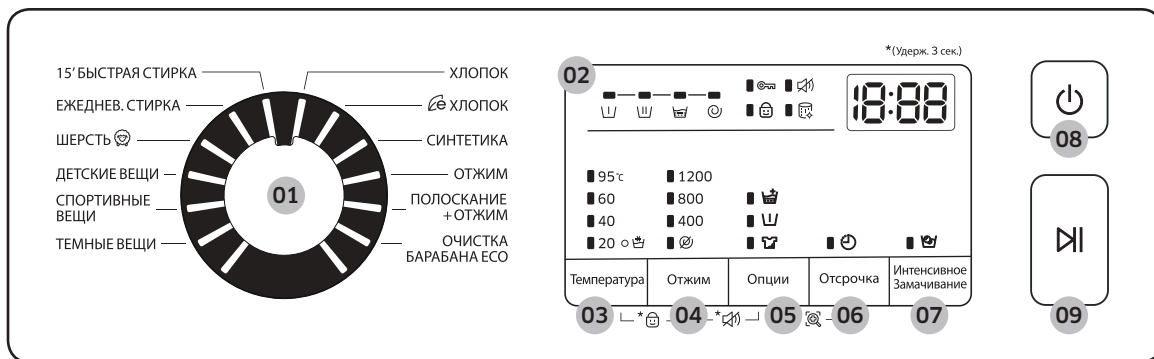 *(Удерж. 3 сек.)
02
15’ БЫСТРАЯ СТИРКА
ЕЖЕДНЕВ. СТИРКА
ШЕРСТЬ
ДЕТСКИЕ ВЕЩИ
СПОРТИВНЫЕ
ВЕЩИ
ТЕМНЫЕ ВЕЩИ
01
ХЛОПОК
e ХЛОПОК
СИНТЕТИКА
ОТЖИМ
ПОЛОСКАНИЕ
+ОТЖИМ
ОЧИСТКА
БАРАБАНА ECO
18:88
95℃ 1200
60 800
40 400
20
Температура Отжим Опции Отсрочка Интенсивное
Замачивание
03 * 04 * 05 06 07
08
09